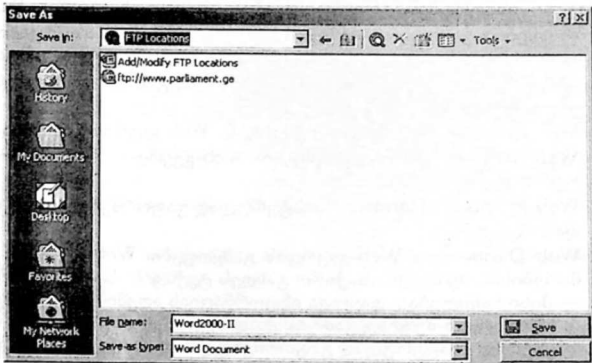 Save As
Save in: FTP Locations Tools
Add/Modify FTP Locations
ftp://www.parliament.ge
History
My Documents
Desktop
Favorites
My Network
Places
File name: Word2000-II
Save as type: Word Document
Save
Cancel